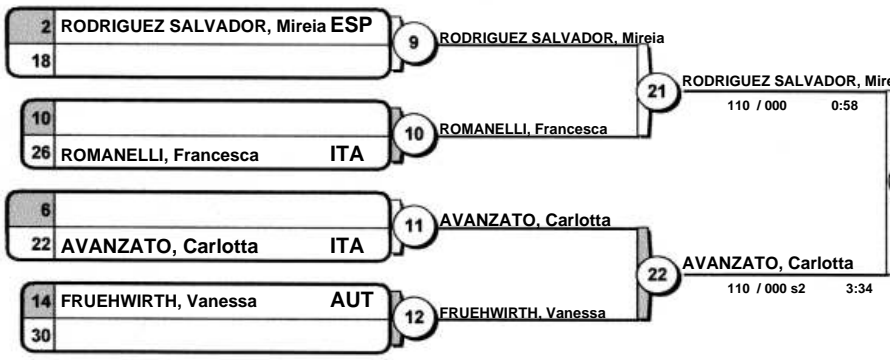 2 RODRIGUEZ SALVADOR, Mireia ESP
18
9 RODRIGUEZ SALVADOR, Mireia
21 RODRIGUEZ SALVADOR, Mire
110 / 000 0:58
10
26 ROMANELLI, Francesca ITA
10 ROMANELLI, Francesca
6
22 AVANZATO, Carlotta ITA
11 AVANZATO, Carlotta
22 AVANZATO, Carlotta
110 / 000 s2 3:34
14 FRUEHWIRTH, Vanessa AUT
30
12 FRUEHWIRTH, Vanessa